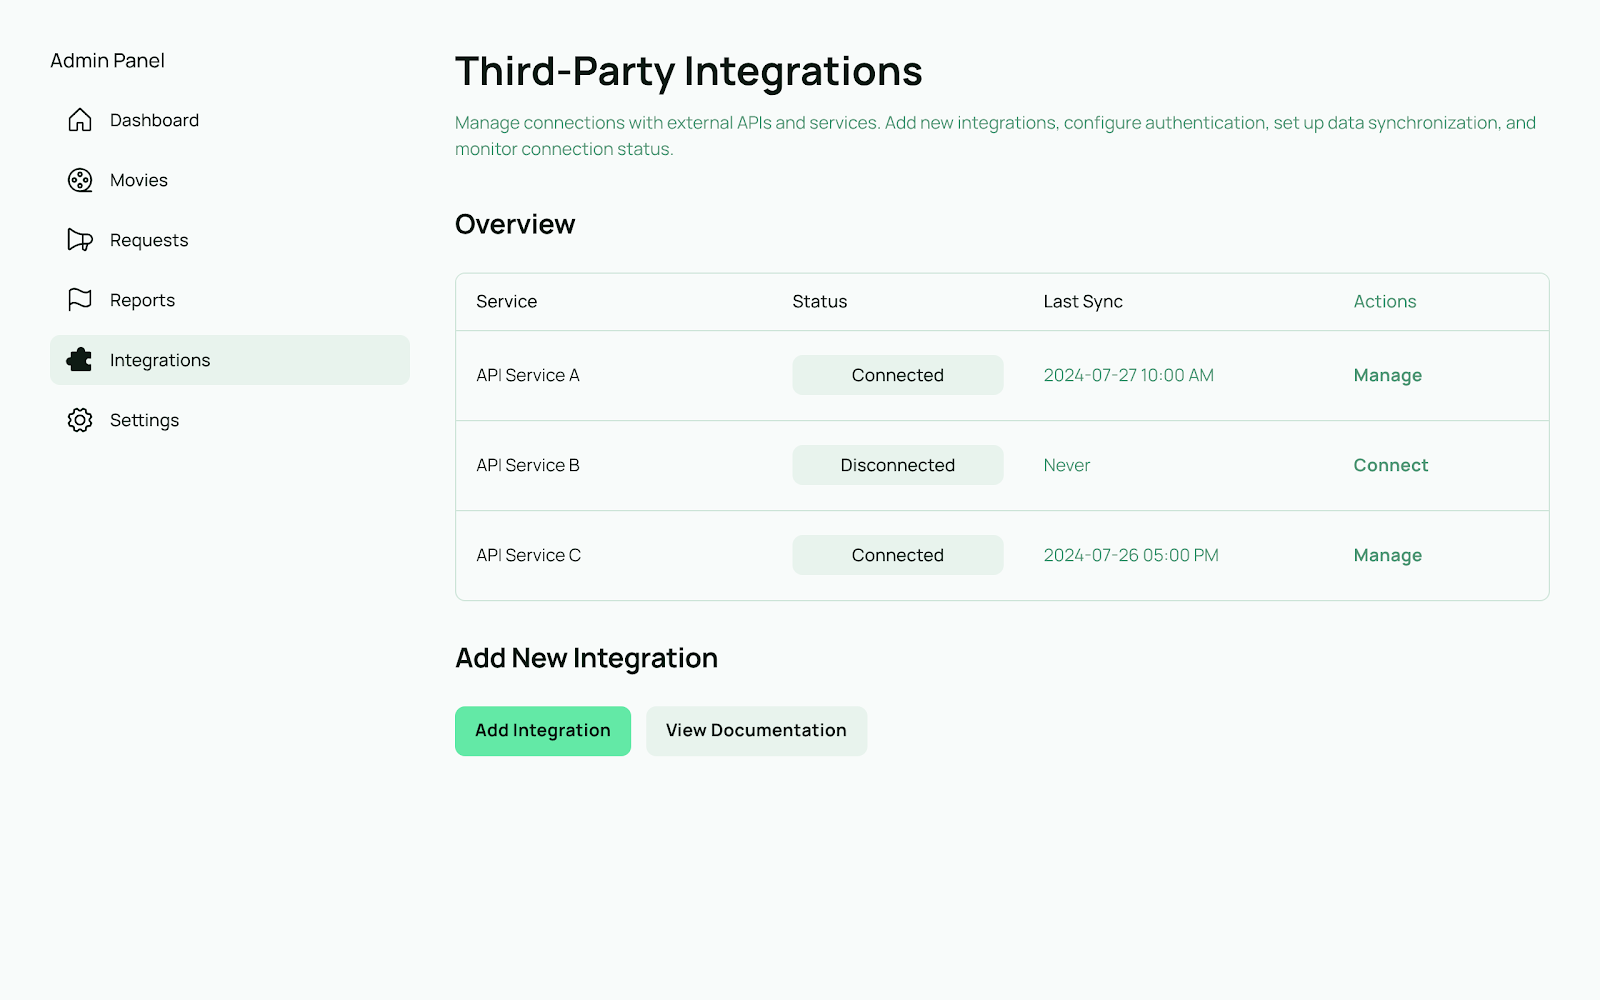 Admin Panel
Dashboard
Movies
Requests
Reports
Integrations
Settings
Third-Party Integrations
Manage connections with external APIs and services. Add new integrations, configure authentication, set up data synchronization, and
monitor connection status.
Overview
Service Status Last Sync Actions
API Service A Connected 2024-07-27 10:00 AM Manage
API Service B Disconnected Never Connect
API Service C Connected 2024-07-26 05:00 PM Manage
Add New Integration
Add Integration View Documentation